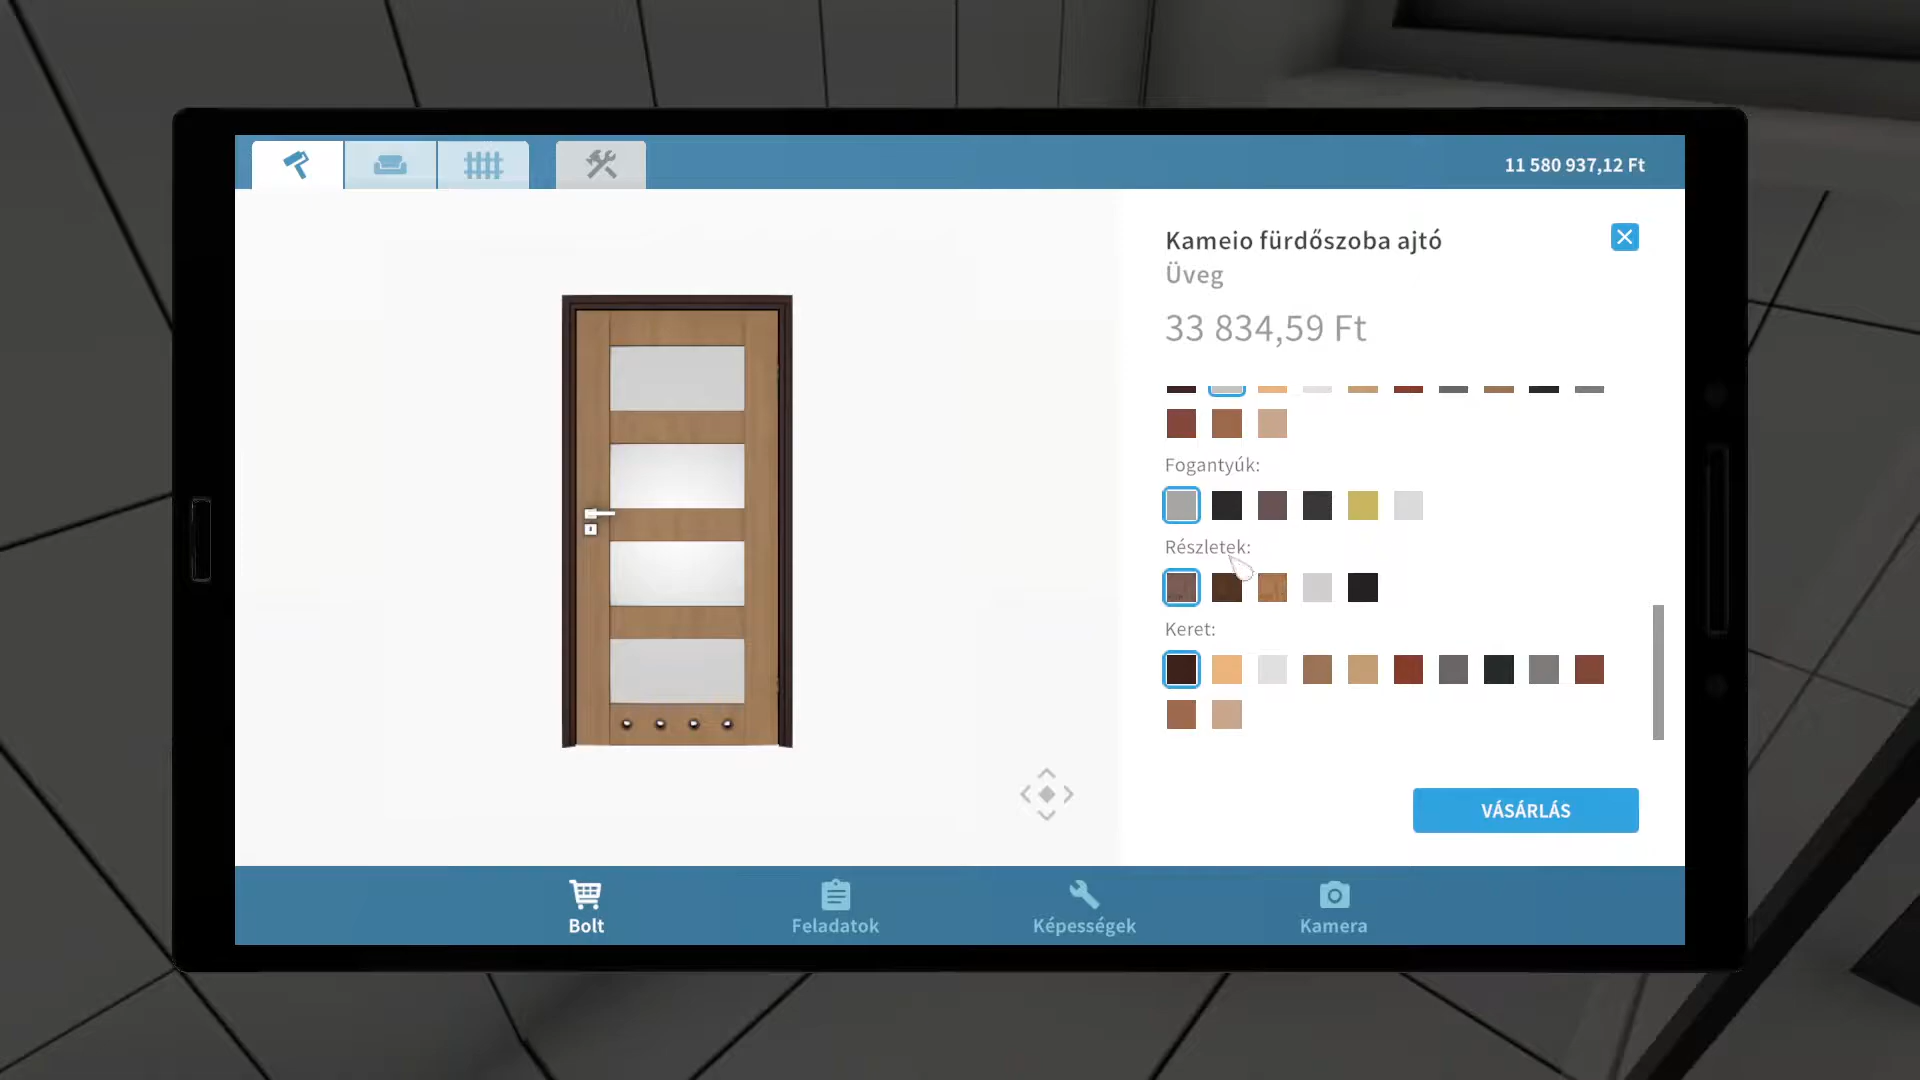 11 580 937,12 Ft
Kameio fürdőszoba ajtó
Üveg
33 834,59 Ft
Fogantyúk:
Részletek:
Keret:
VÁSÁRLÁS
Bolt
Feladatok
Képességek
Kamera